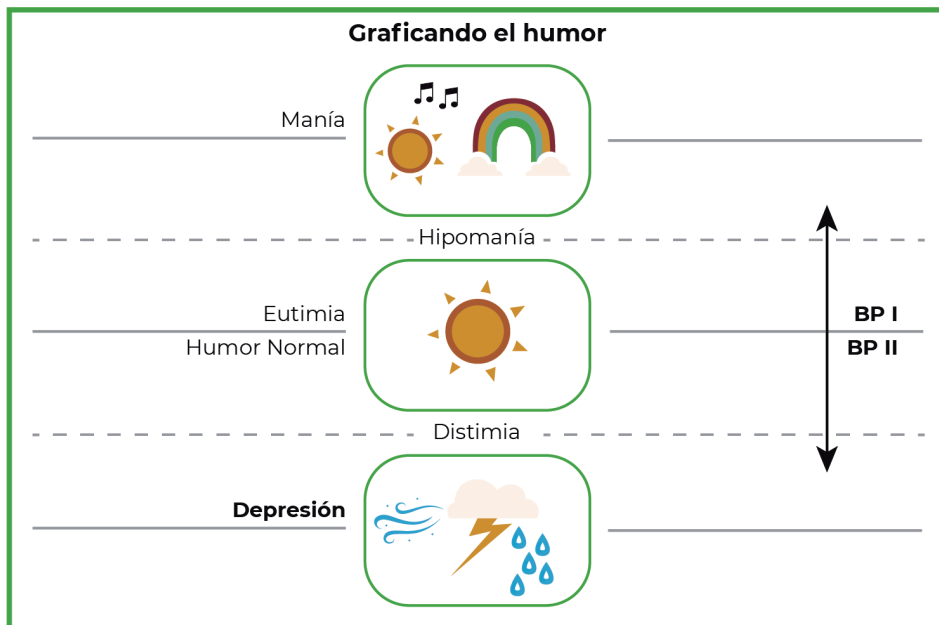 Graficando el humor
Manía
Hipomanía
Eutimia
Humor Normal
BP I
BP II
Distimia
Depresión